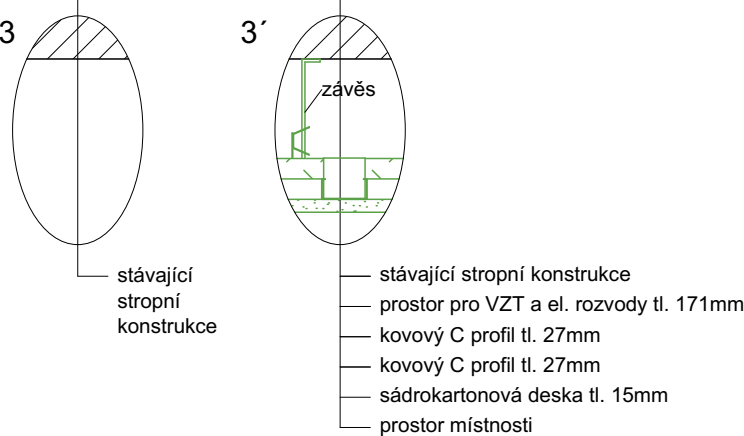 3
stávající
stropní
konstrukce
3´
závěs
stávající stropní konstrukce
prostor pro VZT a el. rozvody tl. 171mm
kovový C profil tl. 27mm
kovový C profil tl. 27mm
sádrokartonová deska tl. 15mm
prostor místnosti